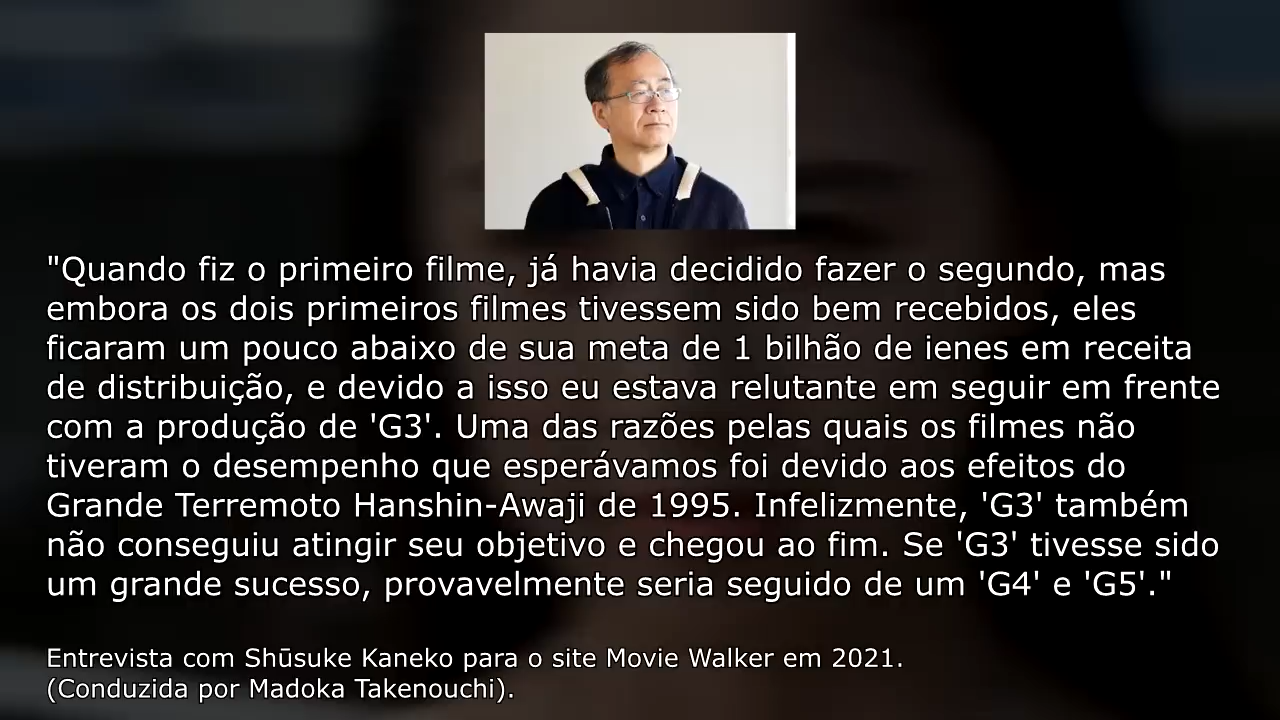 "Quando fiz o primeiro filme, já havia decidido fazer o segundo, mas
embora os dois primeiros filmes tivessem sido bem recebidos, eles
ficaram um pouco abaixo de sua meta de 1 bilhão de ienes em receita
de distribuição, e devido a isso eu estava relutante em seguir em frente
com a produção de 'G3'. Uma das razões pelas quais os filmes não
tiveram o desempenho que esperávamos foi devido aos efeitos do
Grande Terremoto Hanshin-Awaji de 1995. Infelizmente, 'G3' também
não conseguiu atingir seu objetivo e chegou ao fim. Se 'G3' tivesse sido
um grande sucesso, provavelmente seria seguido de um 'G4' e 'G5'."
Entrevista com Shūsuke Kaneko para o site Movie Walker em 2021.
(Conduzida por Madoka Takenouchi).